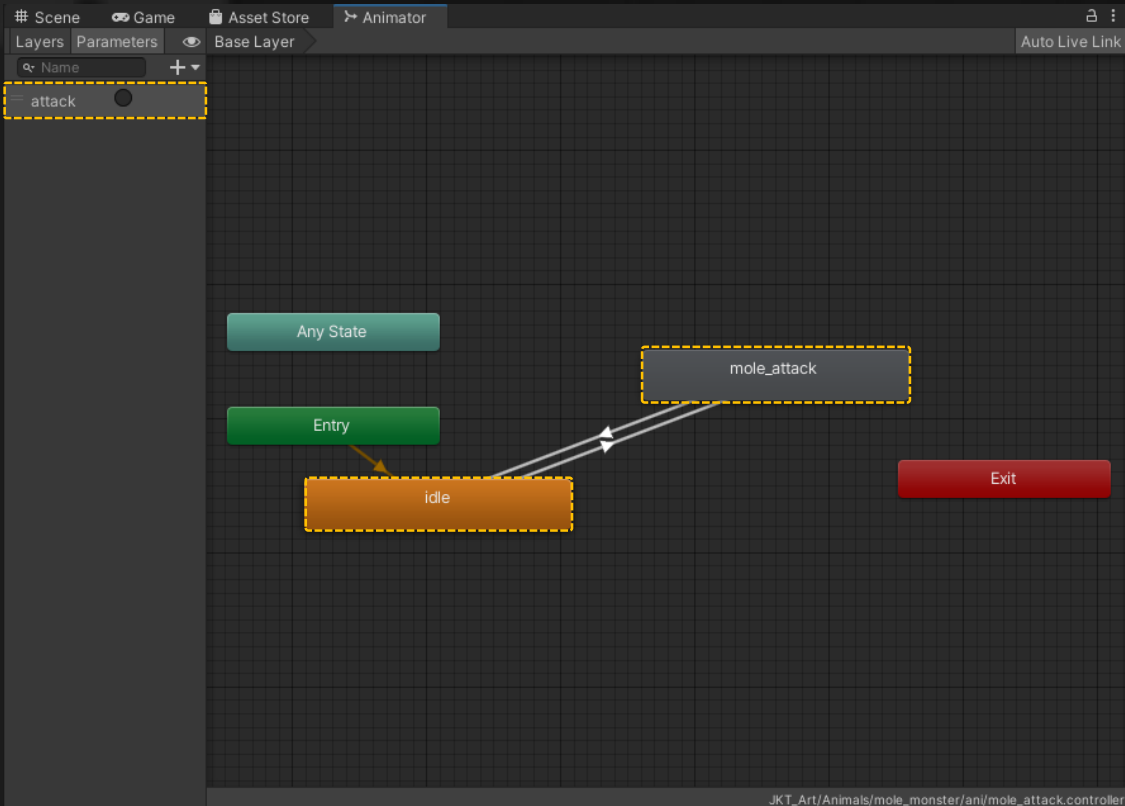 Scene Game Asset Store Animator
Layers Parameters Base Layer Auto Live Link
Name
attack
Any State
mole_attack
Entry
Exit
idle
JKT_Art/Animals/mole_monster/ani/mole_attack.controller